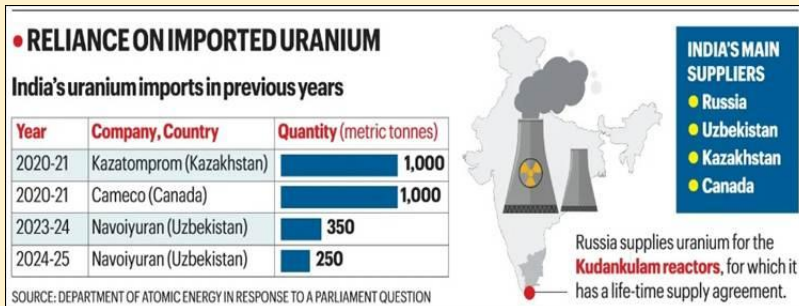 • RELIANCE ON IMPORTED URANIUM
India's uranium imports in previous years
Year Company, Country Quantity (metric tonnes)
2020-21 Kazatomprom (Kazakhstan) 1,000
2020-21 Cameco (Canada) 1,000
2023-24 Navoiyuran (Uzbekistan) 350
2024-25 Navoiyuran (Uzbekistan) 250
SOURCE: DEPARTMENT OF ATOMIC ENERGY IN RESPONSE TO A PARLIAMENT QUESTION
INDIA'S MAIN
SUPPLIERS
• Russia
• Uzbekistan
• Kazakhstan
• Canada
Russia supplies uranium for the
Kudankulam reactors, for which it
has a life-time supply agreement.